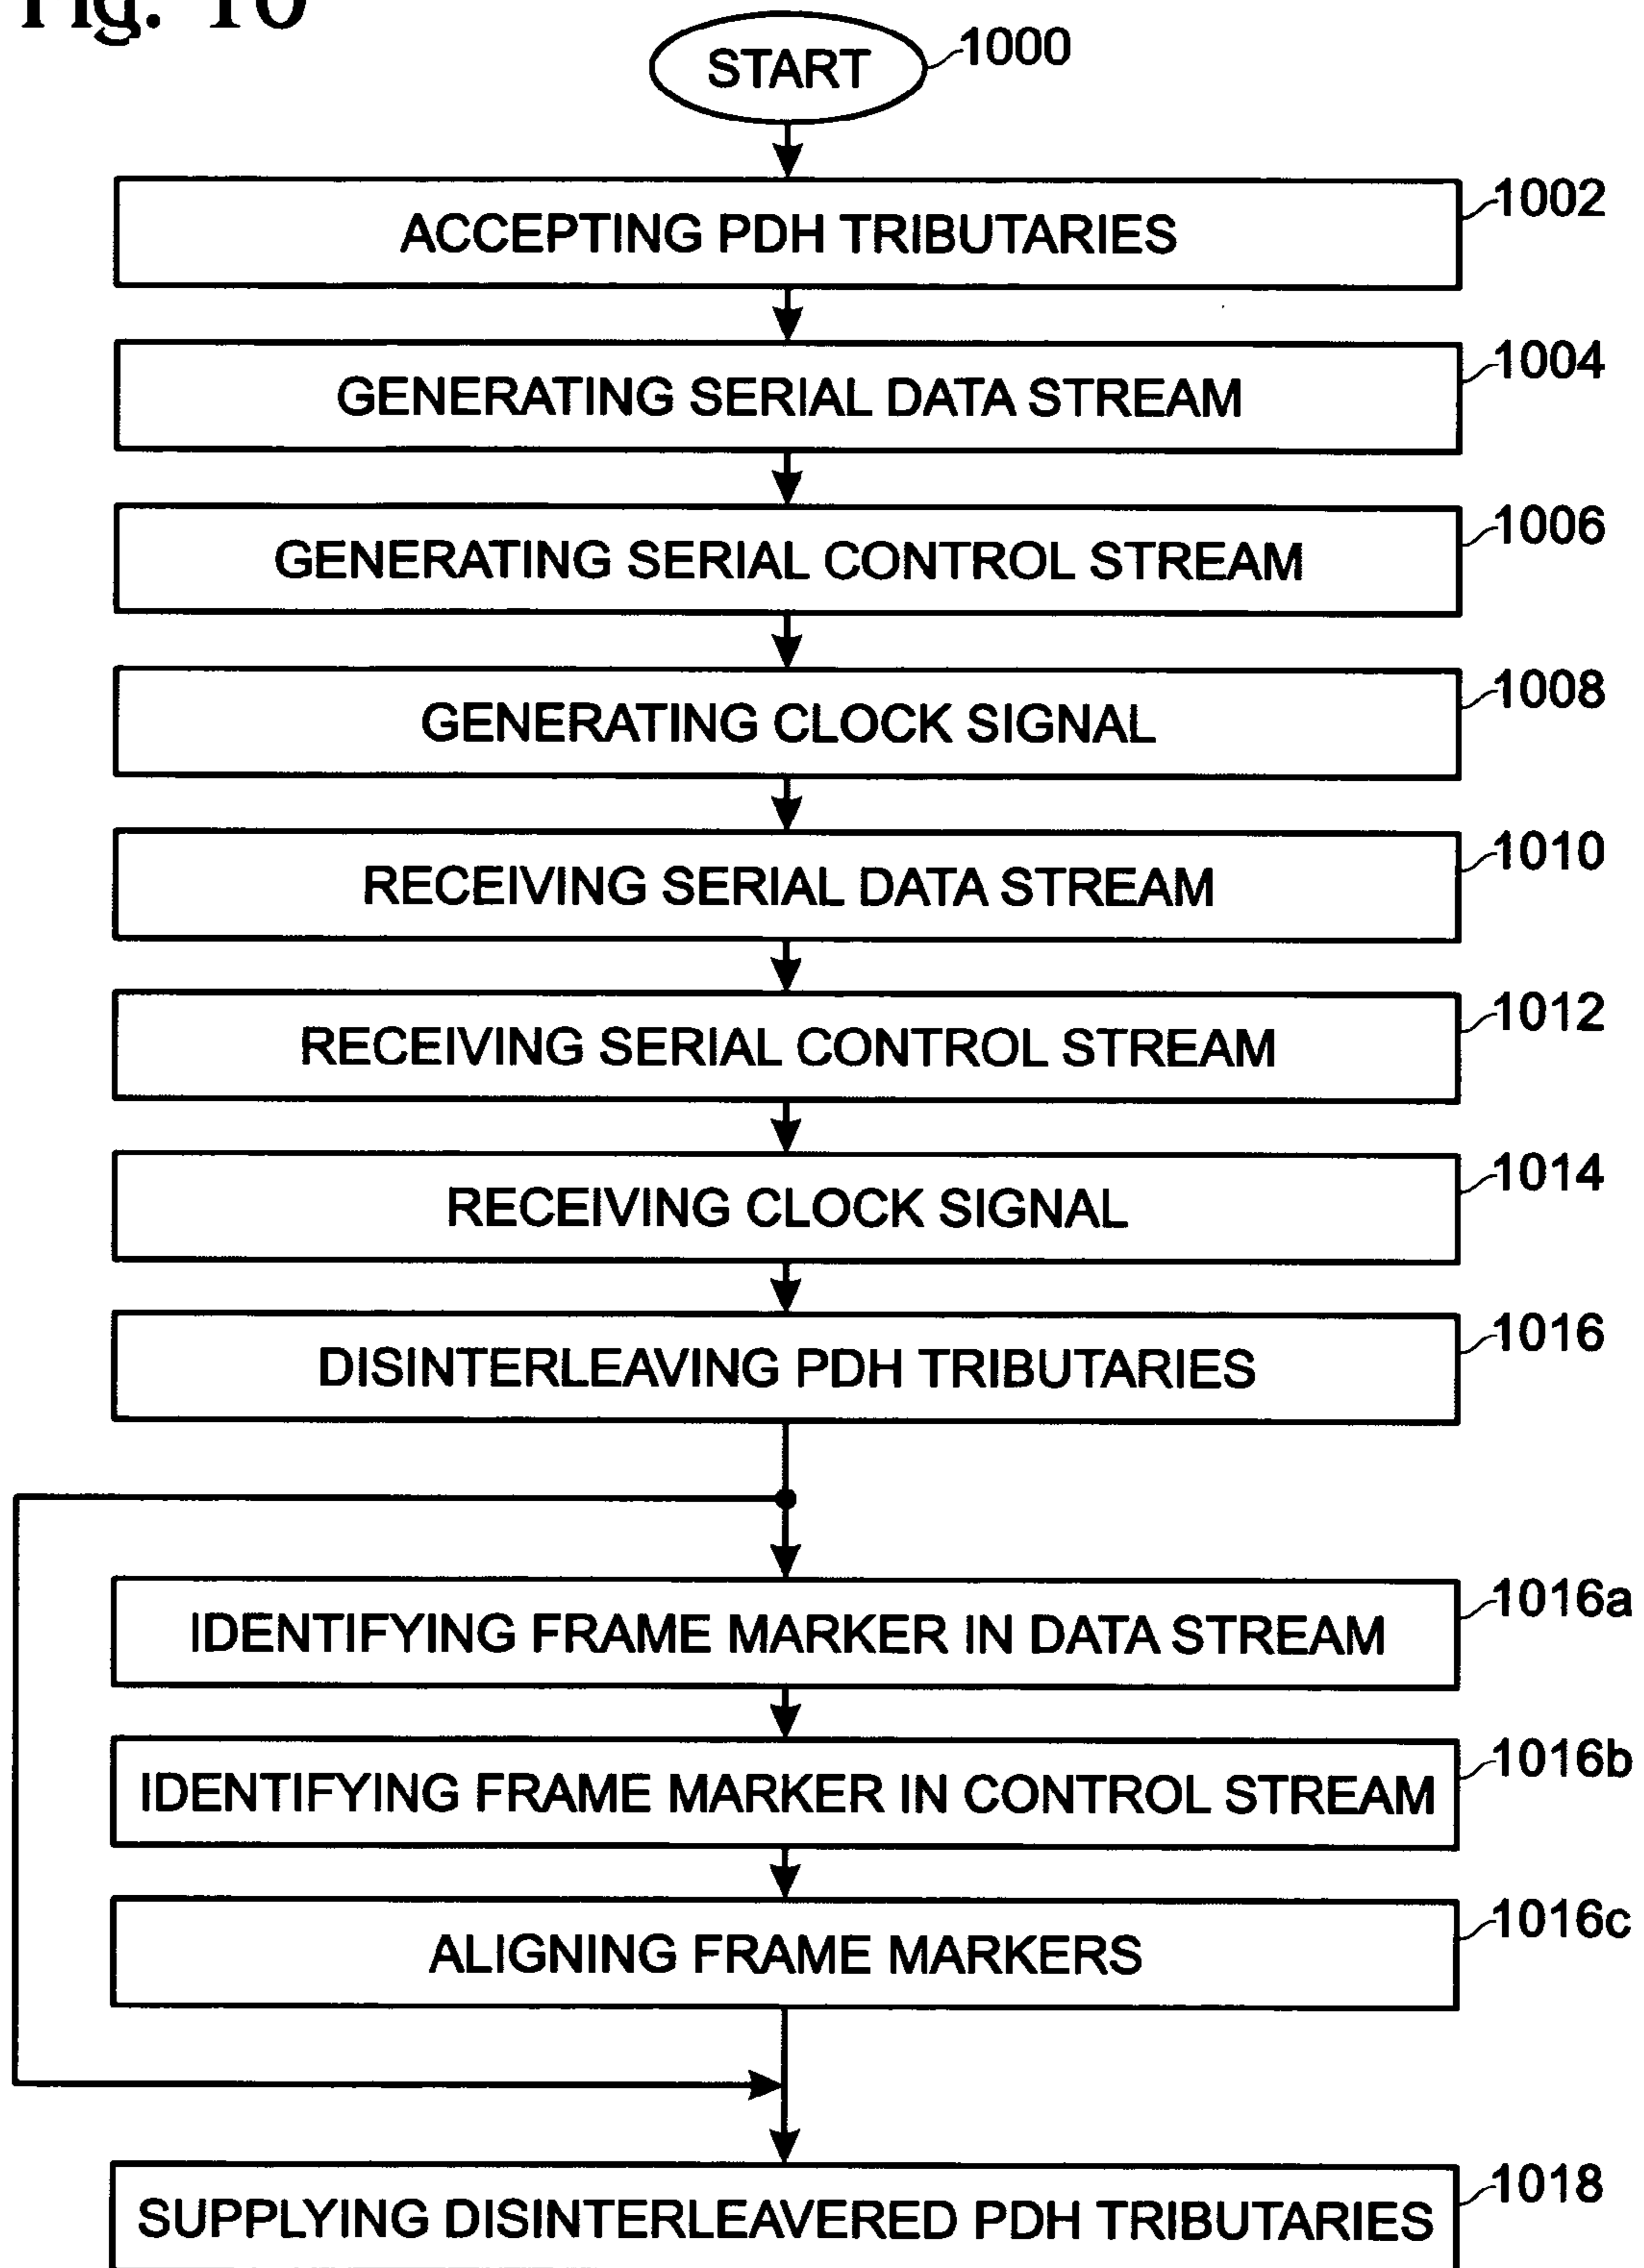 Fig. 10
START 1000
ACCEPTING PDH TRIBUTARIES 1002
GENERATING SERIAL DATA STREAM 1004
GENERATING SERIAL CONTROL STREAM 1006
GENERATING CLOCK SIGNAL 1008
RECEIVING SERIAL DATA STREAM 1010
RECEIVING SERIAL CONTROL STREAM 1012
RECEIVING CLOCK SIGNAL 1014
DISINTERLEAVING PDH TRIBUTARIES 1016
IDENTIFYING FRAME MARKER IN DATA STREAM 1016a
IDENTIFYING FRAME MARKER IN CONTROL STREAM 1016b
ALIGNING FRAME MARKERS 1016c
SUPPLYING DISINTERLEAVERED PDH TRIBUTARIES 1018